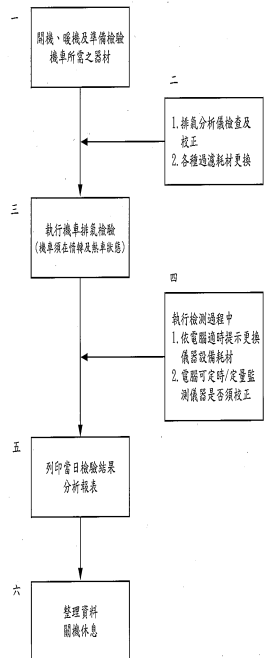 一
開機、暖機及準備檢驗
機車所需之器材
二
1.排氣分析儀檢查及
校正
2.各種過濾耗材更換
三
執行機車排氣檢驗
(機車須在惰轉及熱車狀態)
四
執行檢測過程中
1.依電腦適時提示更換
儀器設備耗材
2.電腦可定時/定量監
測儀器是否須校正
五
列印當日檢驗結果
分析報表
六
整理資料
關機休息